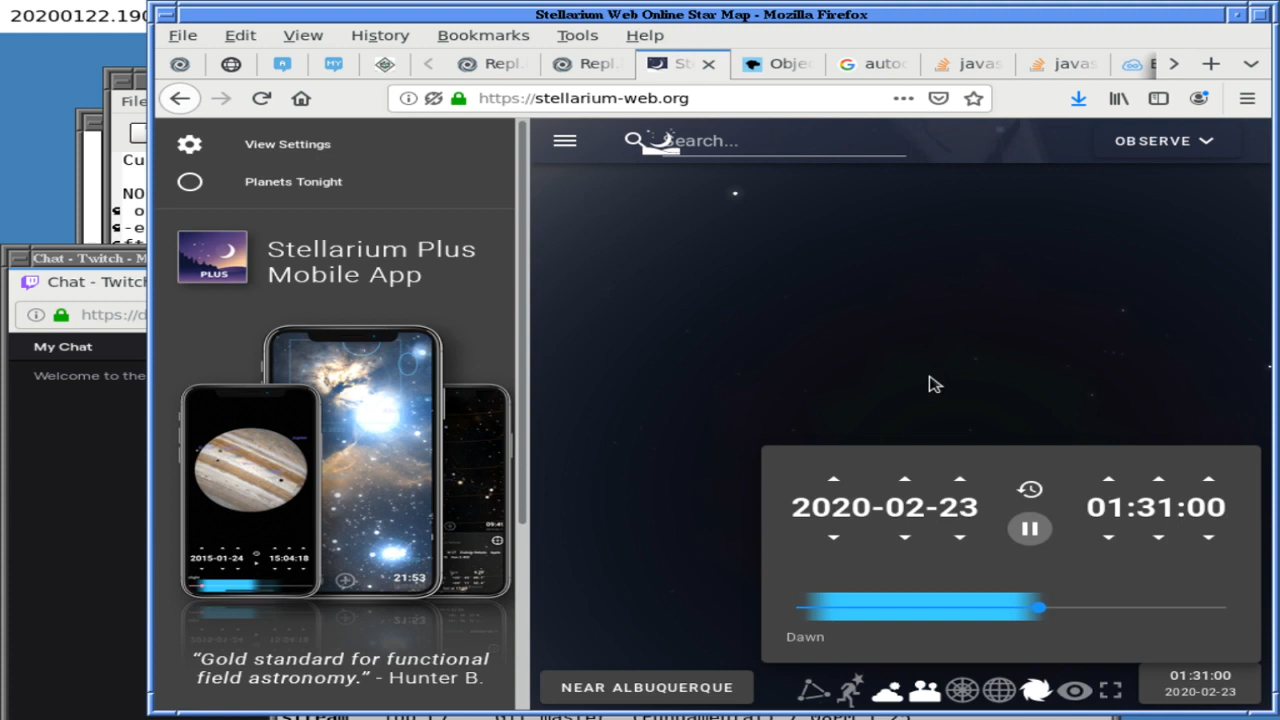 20200122.190
Stellarium Web Online Star Map - Mozilla Firefox
File Edit View History Bookmarks Tools Help
Repl Repl St Obje autoc javas javas
https://stellarium-web.org
File
Cu
NO
Chat - Twitch - M
Chat - Twitch
https://d
My Chat
Welcome to the
View Settings
Planets Tonight
PLUS
Stellarium Plus
Mobile App
2015-01-24 15:04:18
21:53
“Gold standard for functional
field astronomy.” - Hunter B.
Search...
OBSERVE
2020-02-23 01:31:00
Dawn
NEAR ALBUQUERQUE
01:31:00
2020-02-23